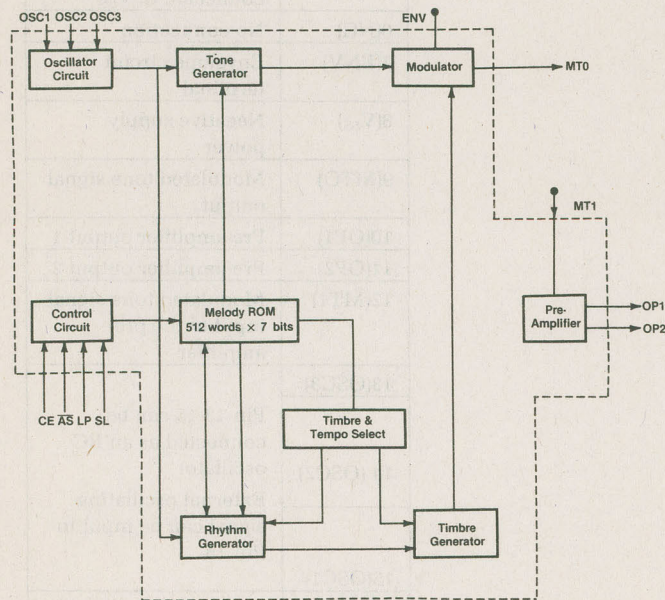 OSC1 OSC2 OSC3
ENV
Oscillator
Circuit
Tone
Generator
Modulator
MT0
MT1
Control
Circuit
Melody ROM
512 words × 7 bits
Pre-
Amplifier
OP1
OP2
CE A̅S̅ LP SL
Timbre &
Tempo Select
Rhythm
Generator
Timbre
Generator